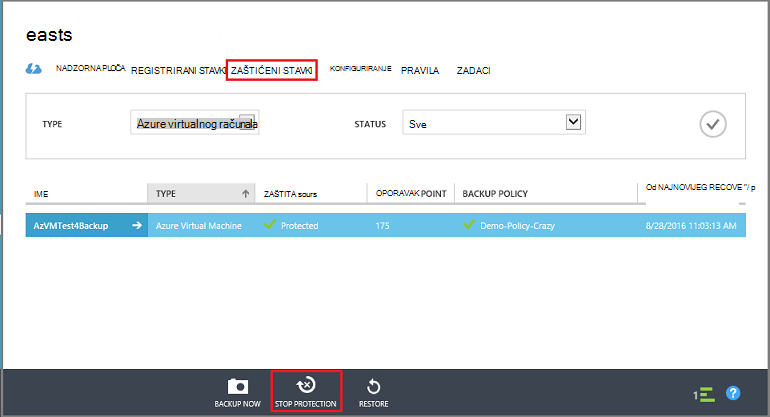 easts
NADZORNA PLOČA REGISTRIRANI STAVKI ZAŠTIĆENI STAVKI KONFIGURIRANJE PRAVILA ZADACI
TYPE Azure virtualnog računala STATUS Sve
IME TYPE ZAŠTITA sours OPORAVAK POINT BACKUP POLICY Od NAJNOVIJEG RECOVE "/ p
AzVMTest4Backup Azure Virtual Machine Protected 175 Demo-Policy-Crazy 8/28/2016 11:03:13 AM
BACKUP NOW STOP PROTECTION RESTORE 1 ?